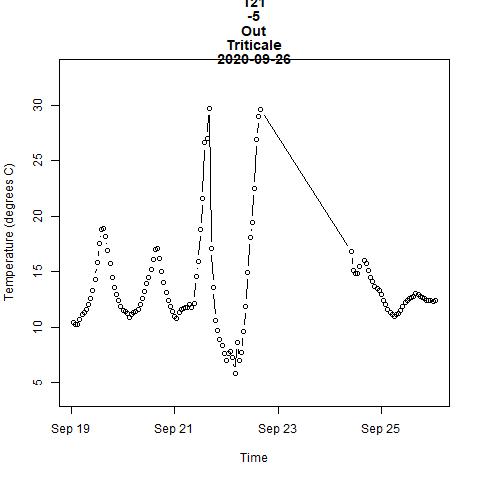 121
-5
Out
Triticale
2020-09-26
Temperature (degrees C)
30
25
20
15
10
5
Sep 19
Sep 21
Sep 23
Sep 25
Time